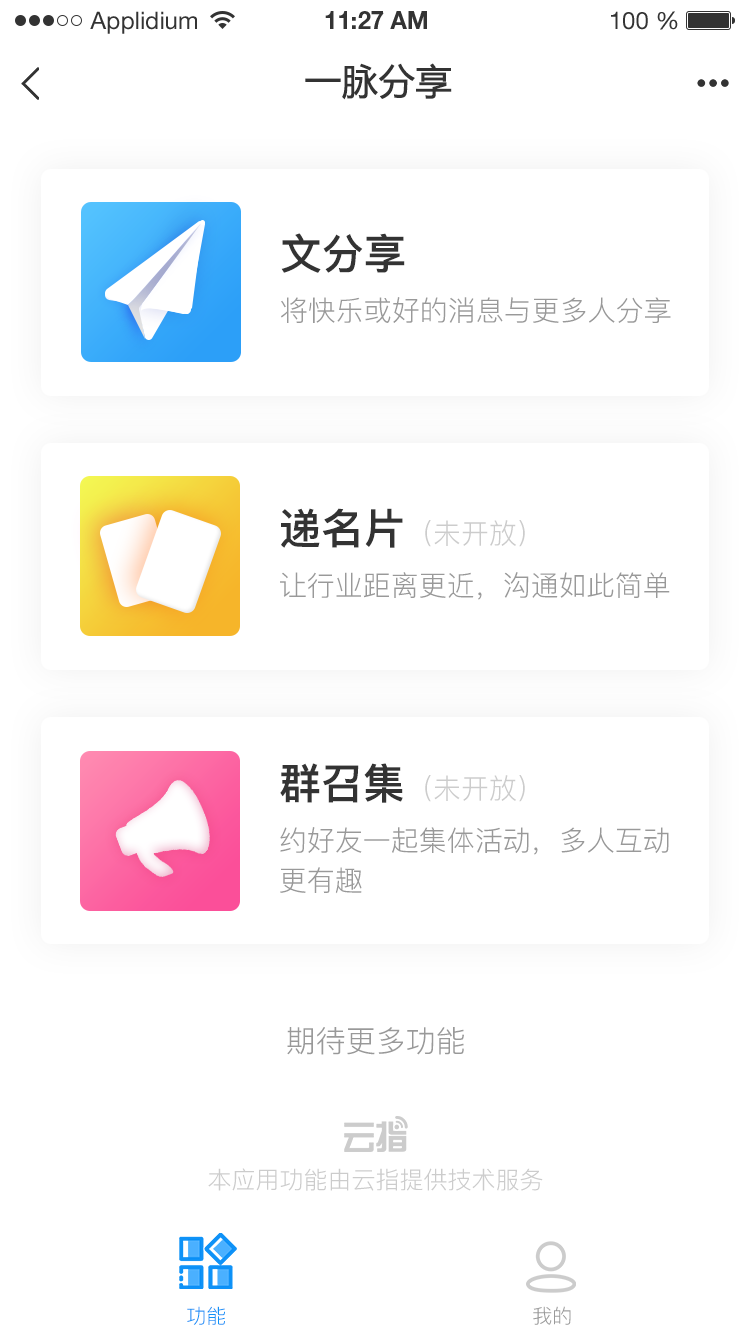 Applidium 11:27 AM 100 %
一脉分享
文分享
将快乐或好的消息与更多人分享
递名片（未开放）
让行业距离更近，沟通如此简单
群召集（未开放）
约好友一起集体活动，多人互动
更有趣
期待更多功能
云指
本应用功能由云指提供技术服务
功能 我的